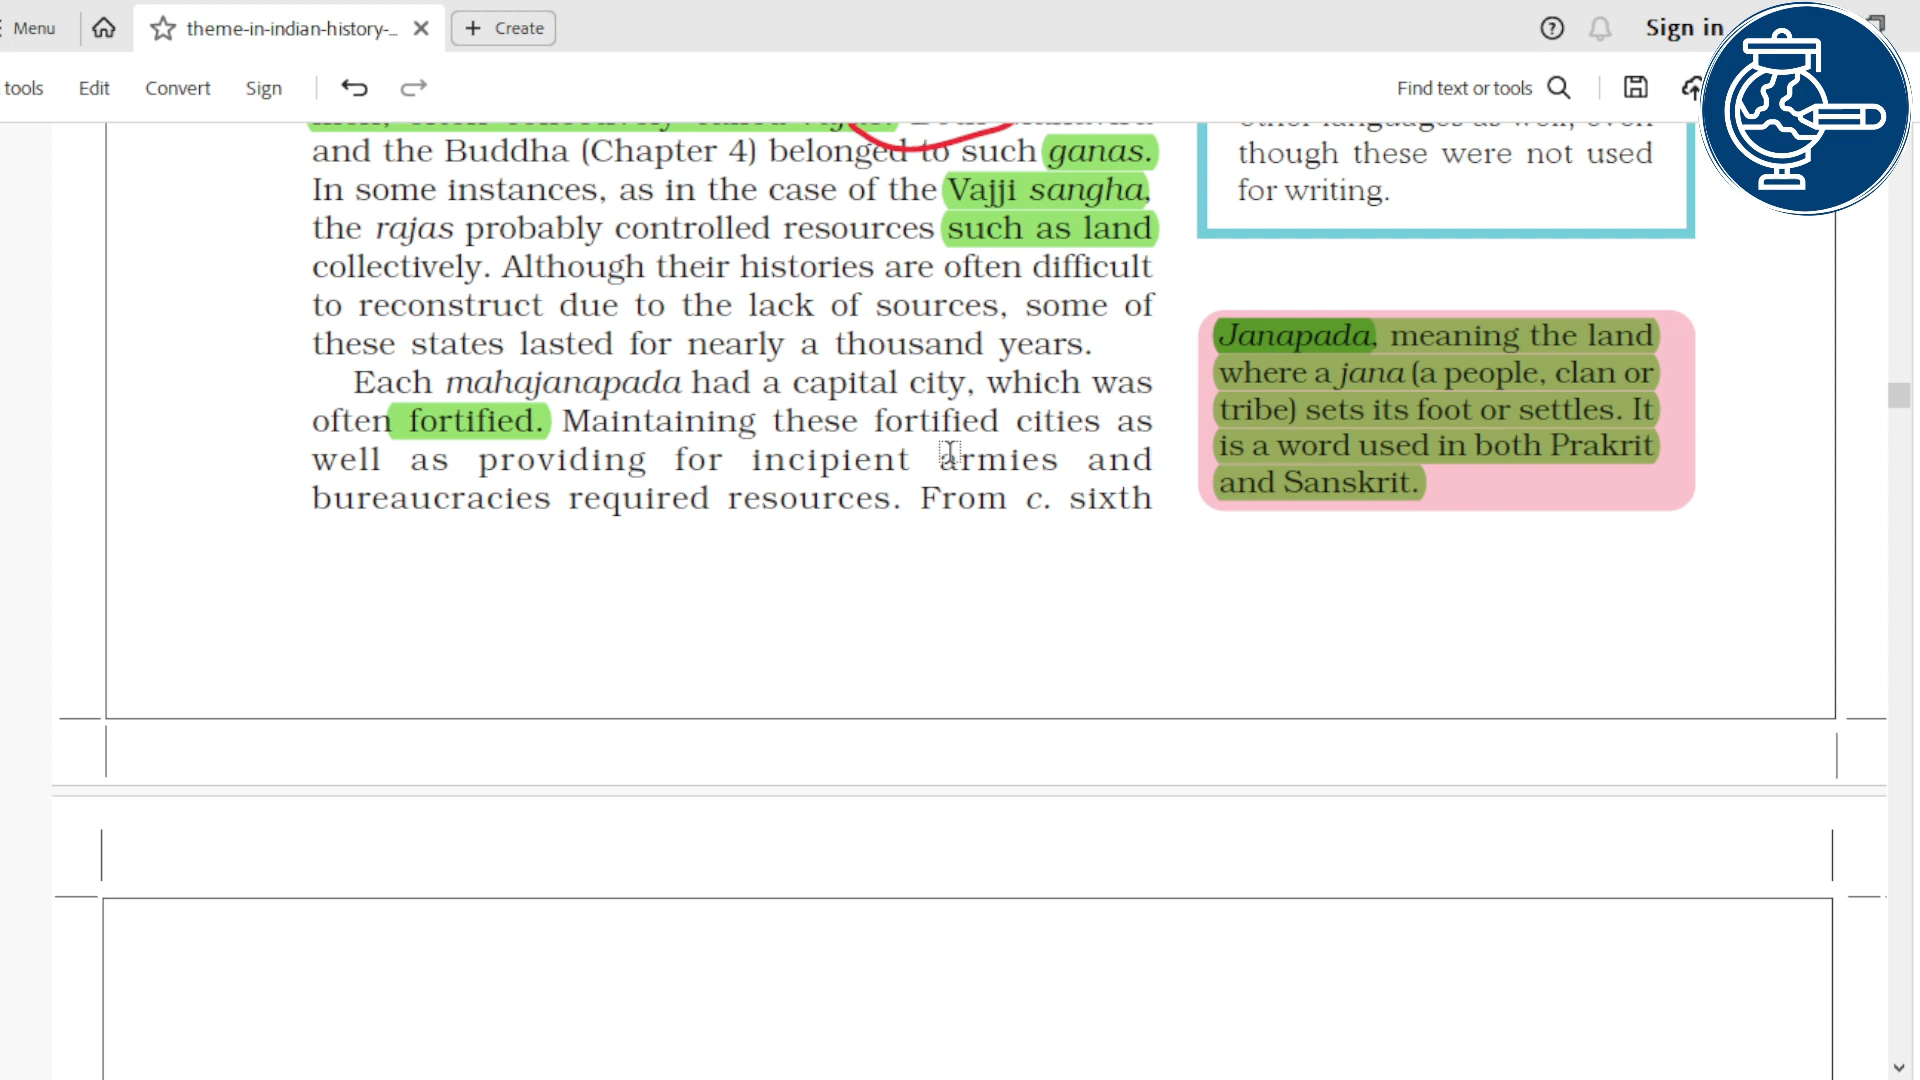 Menu
theme-in-indian-history-_
Create
Sign in
tools
Edit
Convert
Sign
Find text or tools
and the Buddha (Chapter 4) belonged to such ganas.
In some instances, as in the case of the Vajji sangha,
the rajas probably controlled resources such as land
collectively. Although their histories are often difficult
to reconstruct due to the lack of sources, some of
these states lasted for nearly a thousand years.
Each mahajanapada had a capital city, which was
often fortified. Maintaining these fortified cities as
well as providing for incipient armies and
bureaucracies required resources. From c. sixth
other languages as well, even
though these were not used
for writing.
Janapada, meaning the land
where a jana (a people, clan or
tribe) sets its foot or settles. It
is a word used in both Prakrit
and Sanskrit.